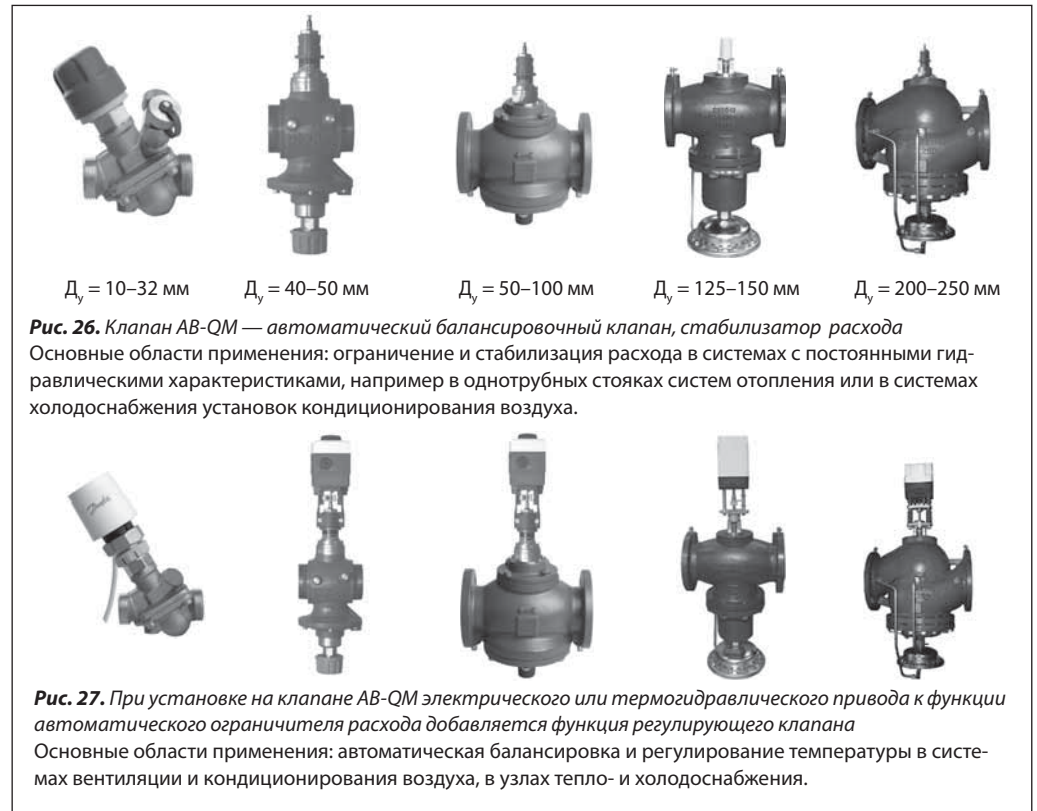 Ду = 10–32 мм Ду = 40–50 мм Ду = 50–100 мм Ду = 125–150 мм Ду = 200–250 мм
Рис. 26. Клапан AB-QM — автоматический балансировочный клапан, стабилизатор расхода
Основные области применения: ограничение и стабилизация расхода в системах с постоянными гид-
равлическими характеристиками, например в однотрубных стояках систем отопления или в системах
холодоснабжения установок кондиционирования воздуха.
Danfoss
Рис. 27. При установке на клапане AB-QM электрического или термогидравлического привода к функции
автоматического ограничителя расхода добавляется функция регулирующего клапана
Основные области применения: автоматическая балансировка и регулирование температуры в систе-
мах вентиляции и кондиционирования воздуха, в узлах тепло- и холодоснабжения.